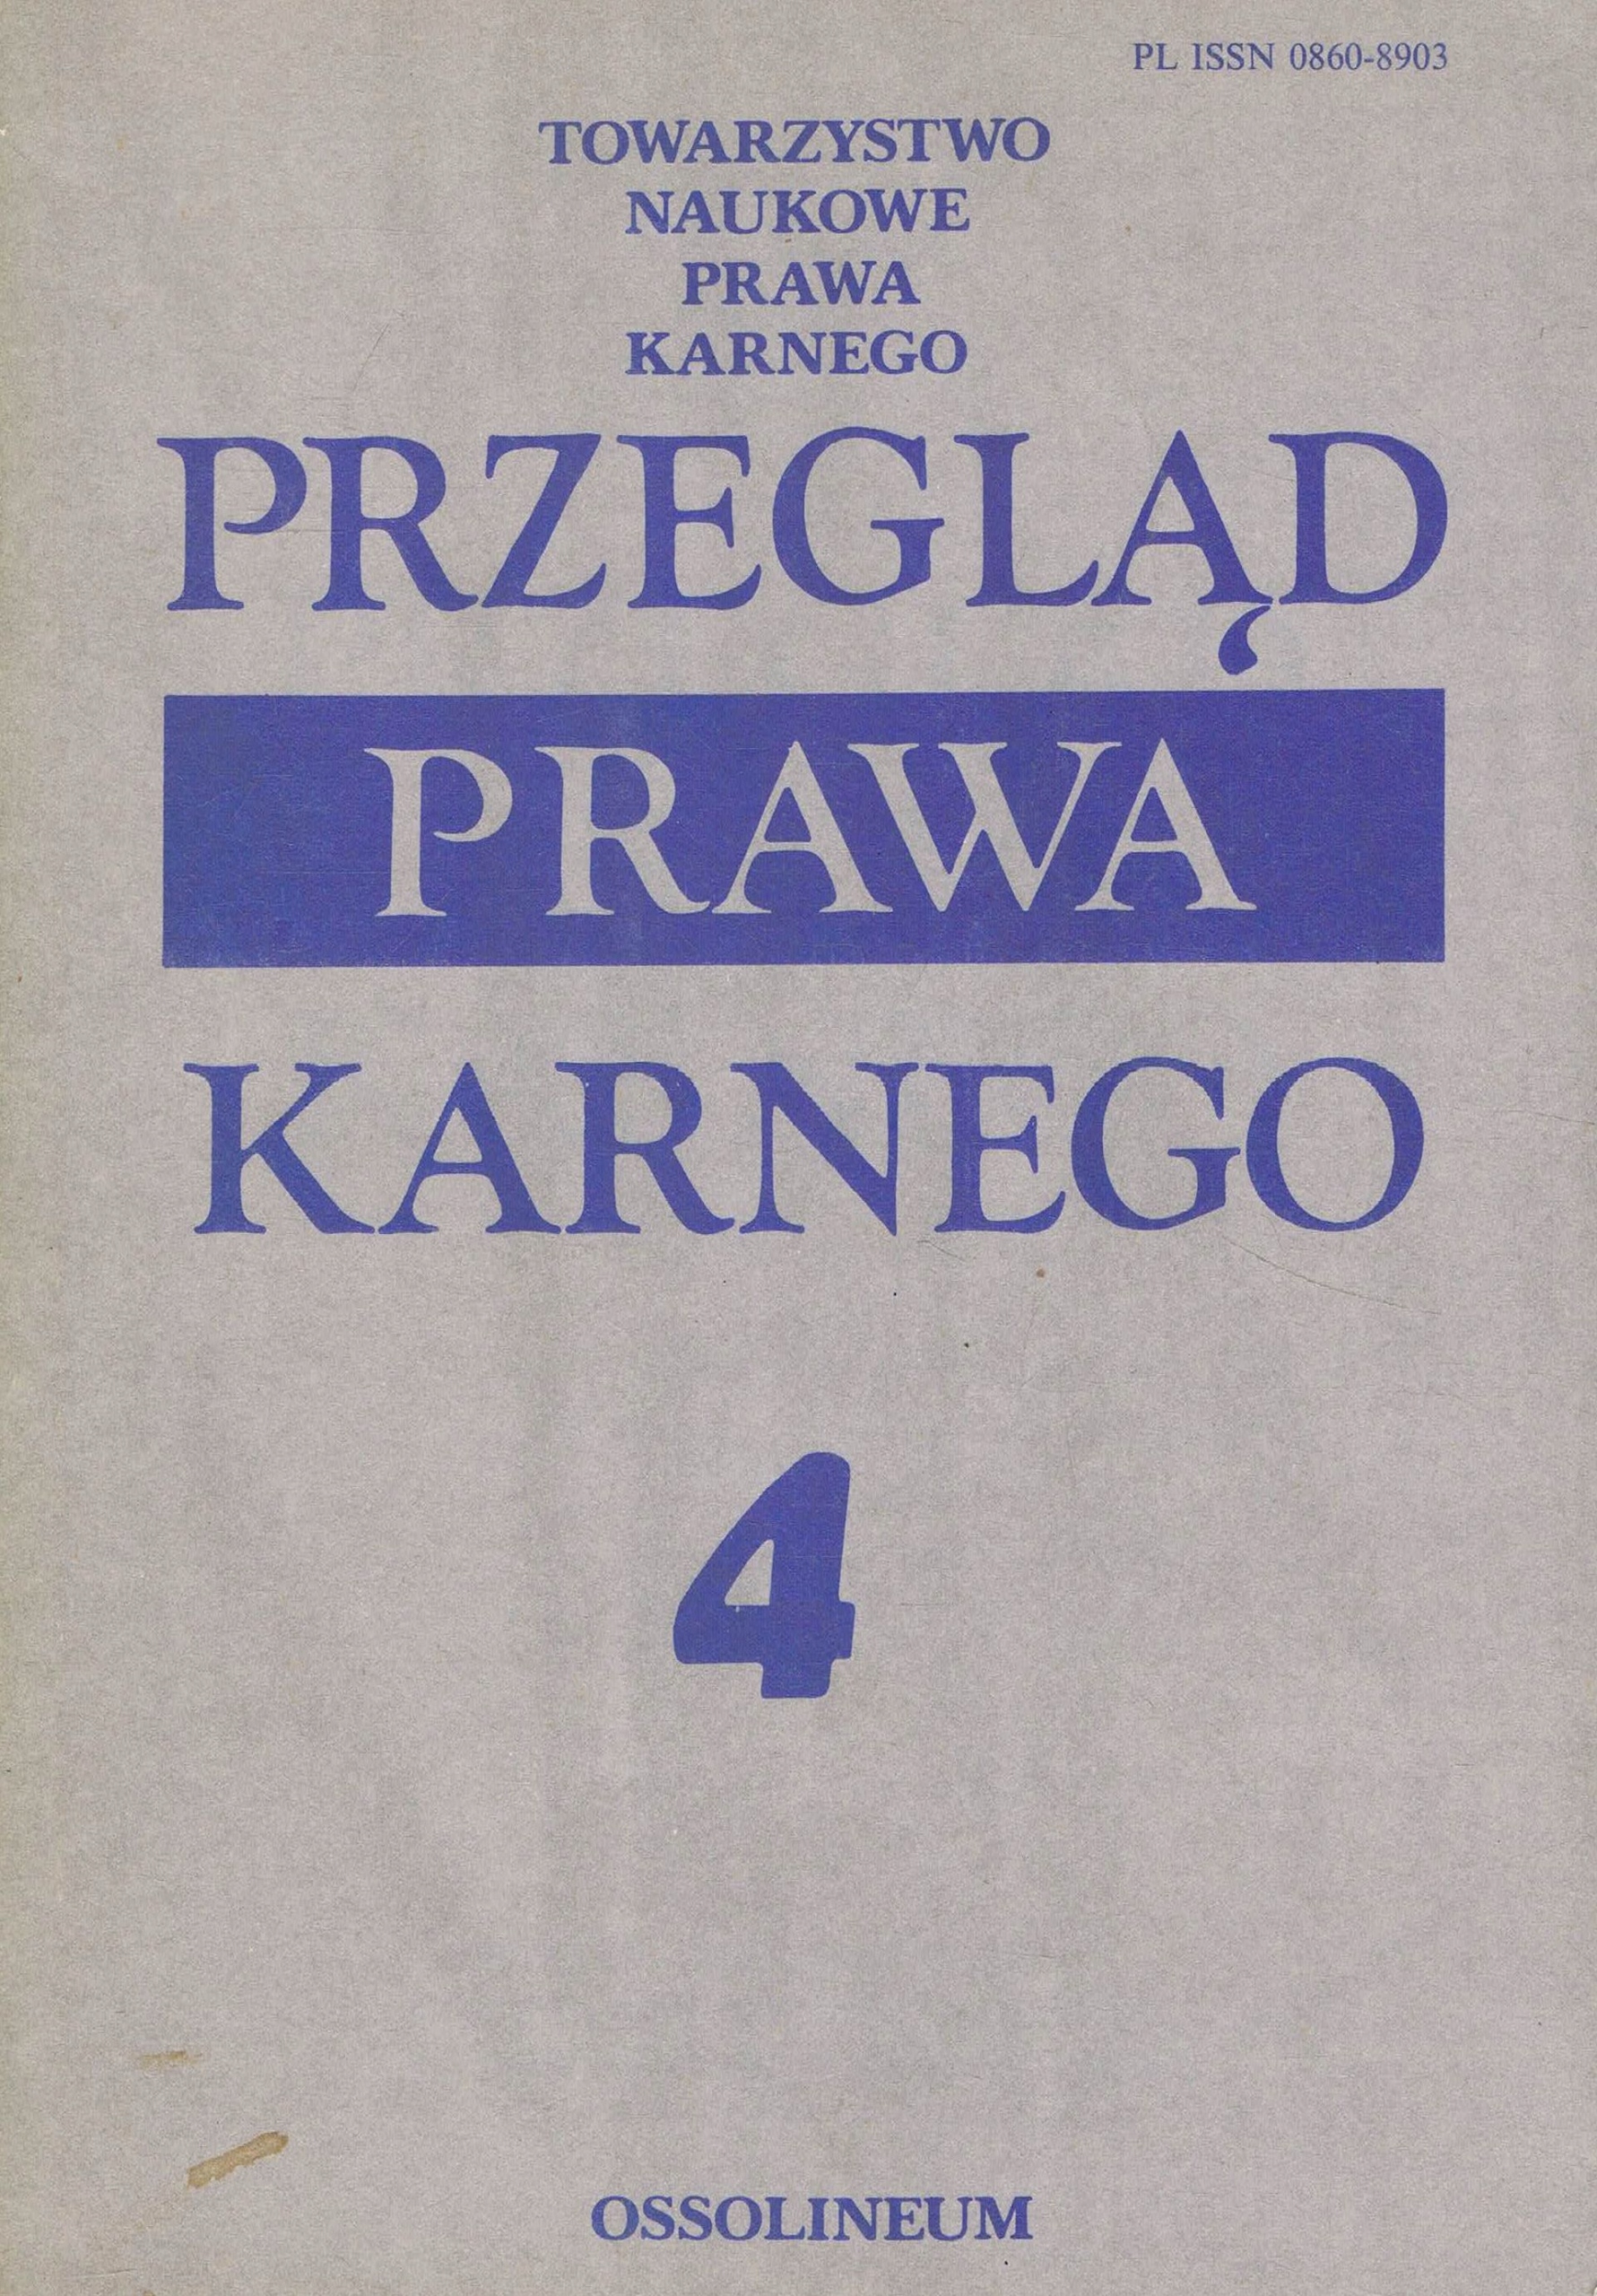 PL ISSN 0860-8903
TOWARZYSTWO
NAUKOWE
PRAWA
KARNEGO
PRZEGLĄD
PRAWA
KARNEGO
4
OSSOLINEUM